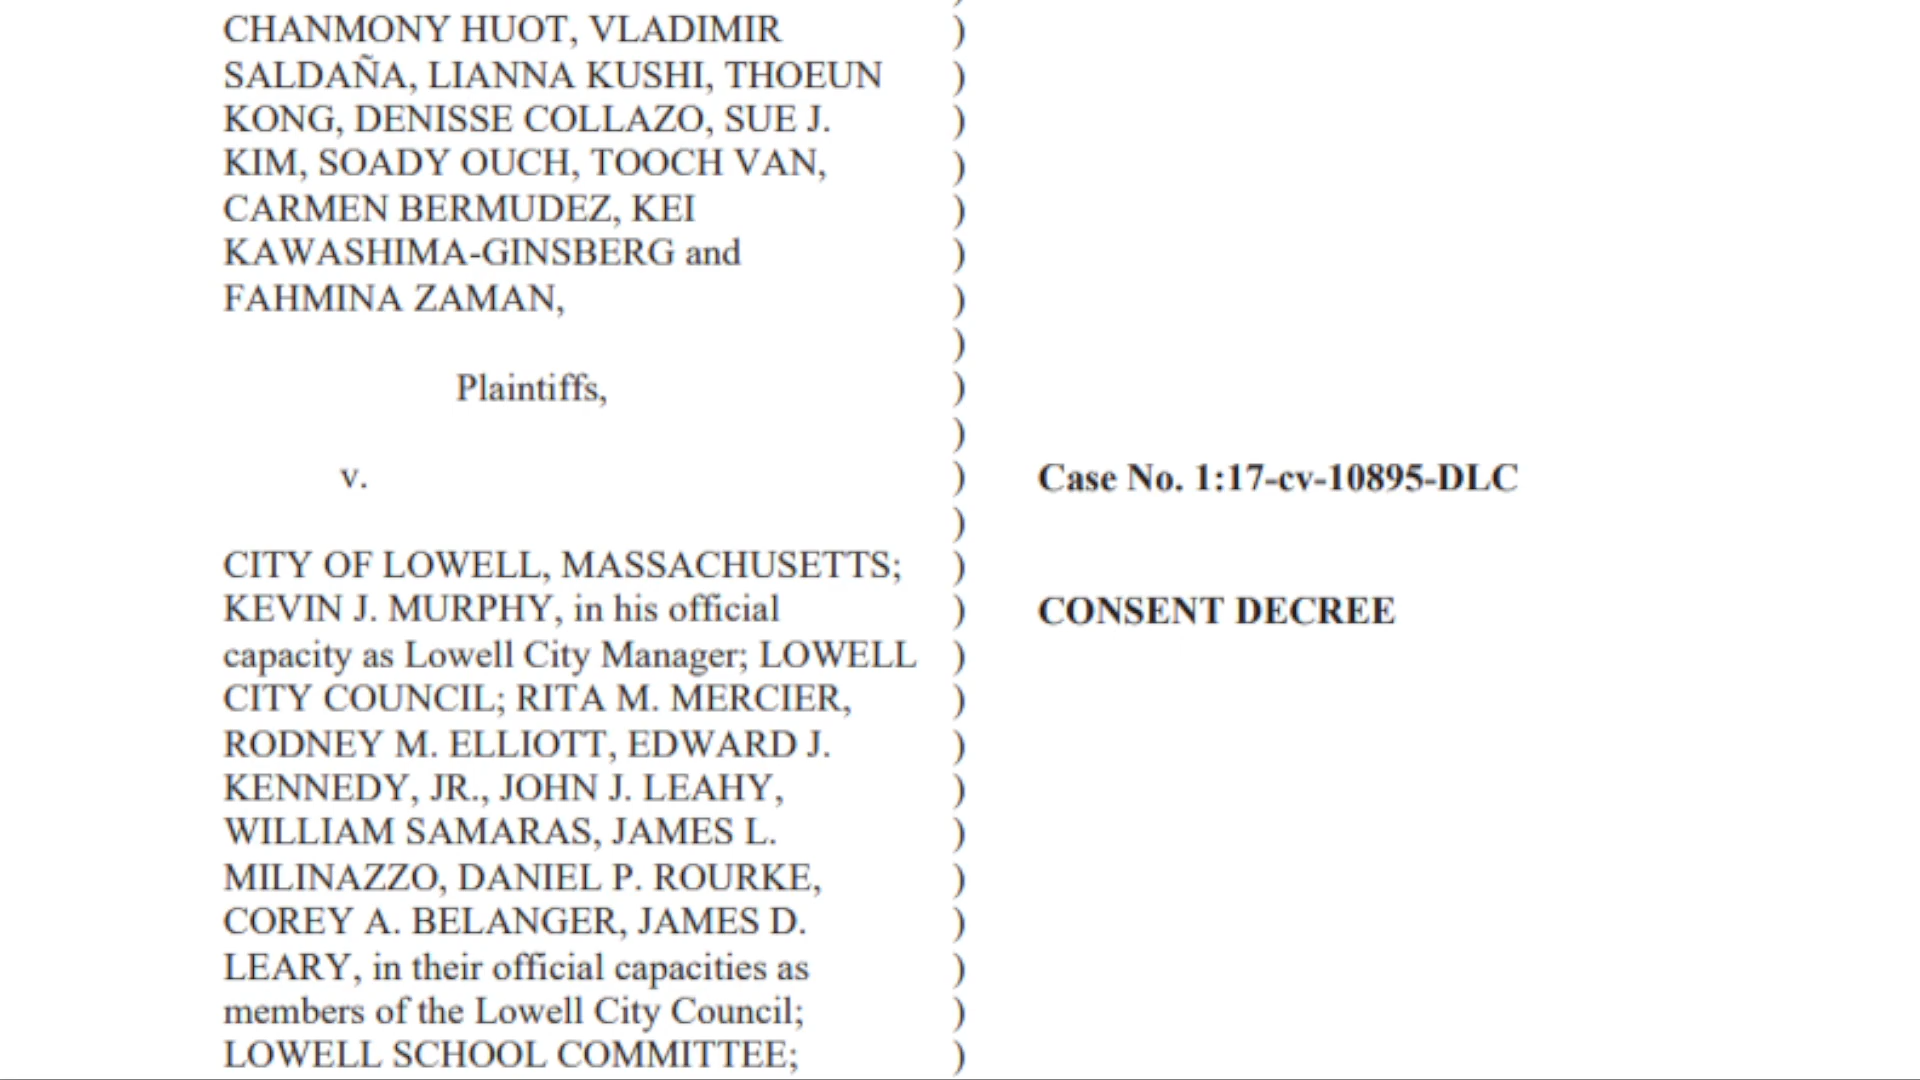 CHANMONY HUOT, VLADIMIR )
SALDAÑA, LIANNA KUSHI, THOEUN )
KONG, DENISSE COLLAZO, SUE J. )
KIM, SOADY OUCH, TOOCH VAN, )
CARMEN BERMUDEZ, KEI )
KAWASHIMA-GINSBERG and )
FAHMINA ZAMAN, )
)
Plaintiffs, )
)
v. ) Case No. 1:17-cv-10895-DLC
)
CITY OF LOWELL, MASSACHUSETTS; )
KEVIN J. MURPHY, in his official ) CONSENT DECREE
capacity as Lowell City Manager; LOWELL )
CITY COUNCIL; RITA M. MERCIER, )
RODNEY M. ELLIOTT, EDWARD J. )
KENNEDY, JR., JOHN J. LEAHY, )
WILLIAM SAMARAS, JAMES L. )
MILINAZZO, DANIEL P. ROURKE, )
COREY A. BELANGER, JAMES D. )
LEARY, in their official capacities as )
members of the Lowell City Council; )
LOWELL SCHOOL COMMITTEE; )